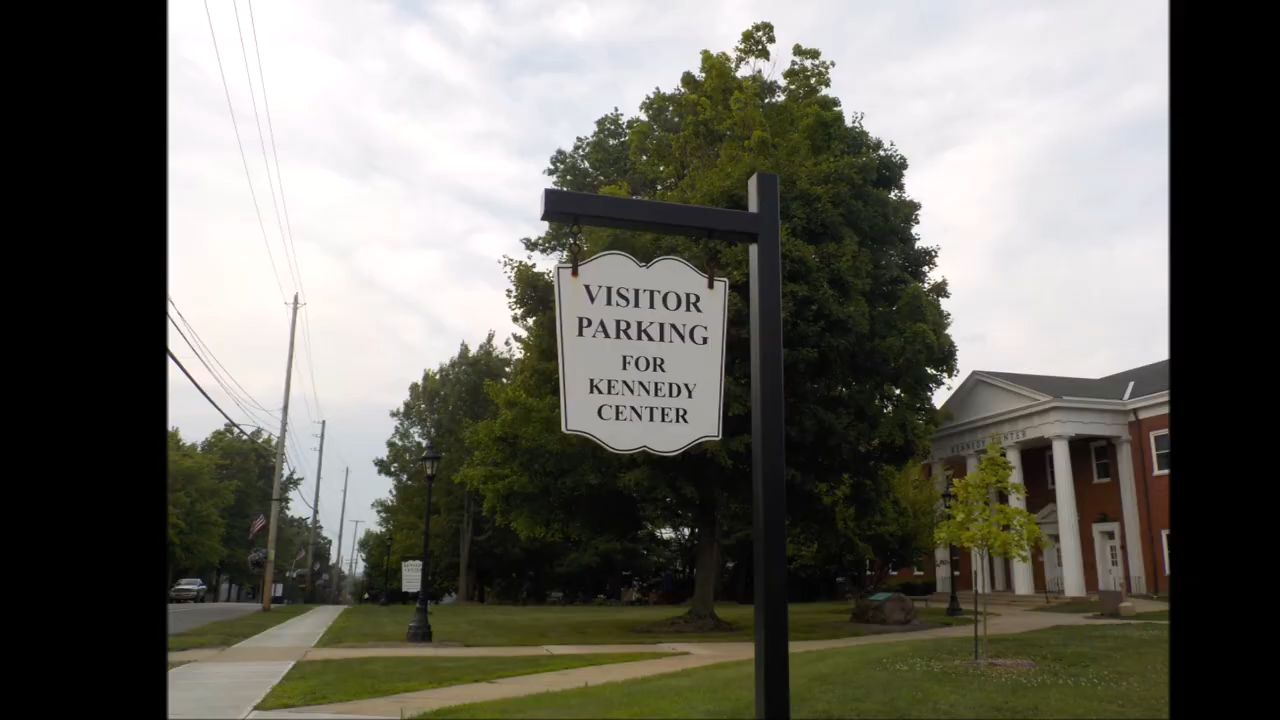 VISITOR
PARKING
FOR
KENNEDY
CENTER
KENNEDY CENTER